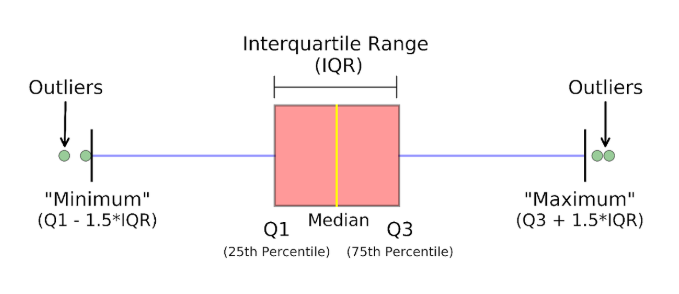 Interquartile Range
(IQR)
Outliers
Outliers
"Minimum"
(Q1 - 1.5*IQR)
"Maximum"
(Q3 + 1.5*IQR)
Q1
Median
Q3
(25th Percentile)
(75th Percentile)